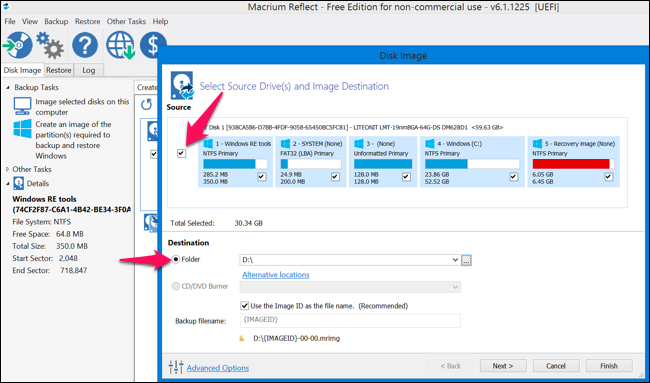 Macrium Reflect - Free Edition for non-commercial use - v6.1.1225 [UEFI]
File View Backup Restore Other Tasks Help
Disk Image Restore Log
Backup Tasks
Image selected disks on this
computer
Create an image of the
partition(s) required to
backup and restore
Windows
Other Tasks
Details
Windows RE tools
(74CF2F87-C6A1-4B42-BE34-3F0A
File System: NTFS
Free Space: 64.8 MB
Total Size: 350.0 MB
Start Sector: 2,048
End Sector: 718,847
Create
Disk Image
Select Source Drive(s) and Image Destination
Source
Disk 1 [938CA5B6-D7BB-4FDF-9058-65450BC5FC81] - LITEONIT LMT-19nmBGA-64G-DS DM628D1 <59.63 GB>
1 - Windows RE tools
NTFS Primary
285.2 MB
350.0 MB
2 - SYSTEM (None)
FAT32 (LBA) Primary
24.9 MB
200.0 MB
3 - (None)
Unformatted Primary
128.0 MB
128.0 MB
4 - Windows (C:)
NTFS Primary
23.86 GB
52.52 GB
5 - Recovery image (None)
NTFS Primary
6.05 GB
6.45 GB
Total Selected: 30.34 GB
Destination
Folder D:\ ...
Alternative locations
CD/DVD Burner
Use the Image ID as the file name. (Recommended)
Backup filename: {IMAGEID}
D:\{IMAGEID}-00-00.mrimg
Advanced Options
< Back Next > Cancel Finish